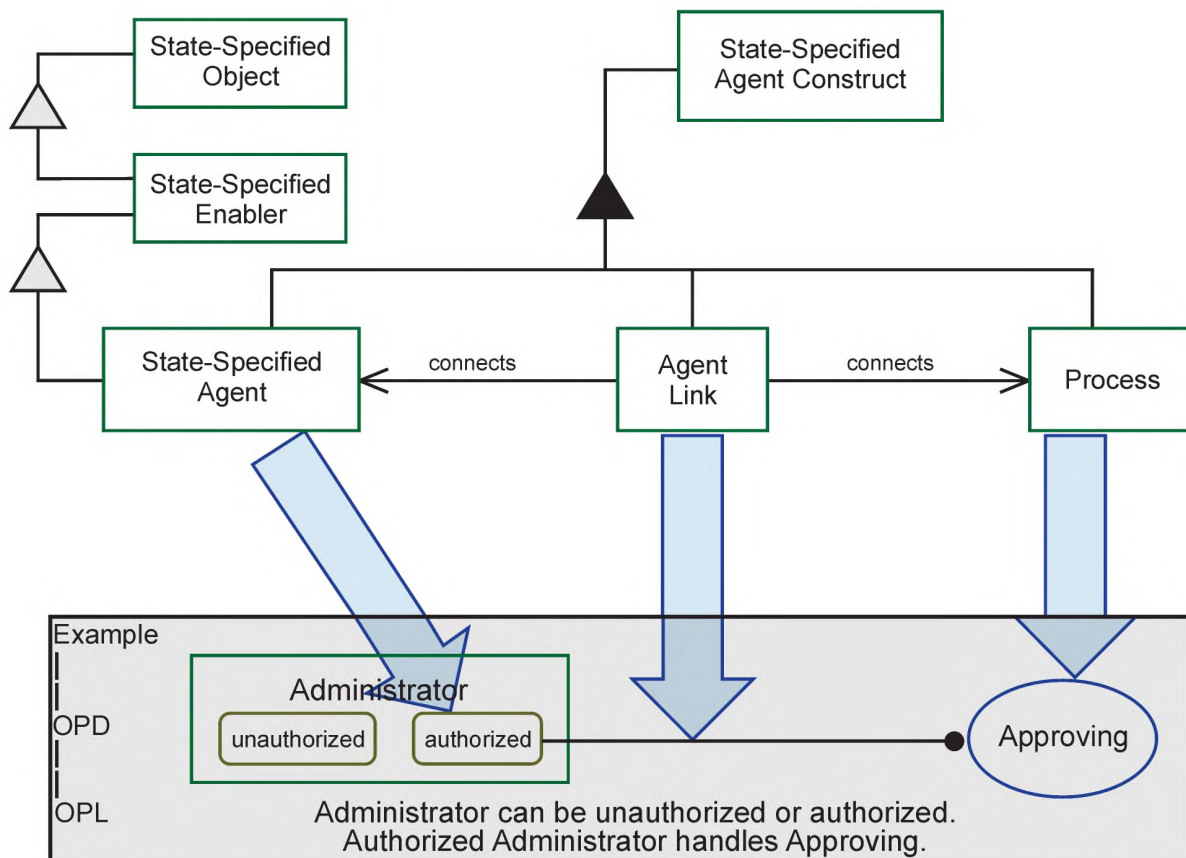 State-Specified
Object
State-Specified
Agent Construct
State-Specified
Enabler
State-Specified
Agent
connects
Agent
Link
connects
Process
Example
OPD
OPL
Administrator
unauthorized
authorized
Approving
Administrator can be unauthorized or authorized.
Authorized Administrator handles Approving.